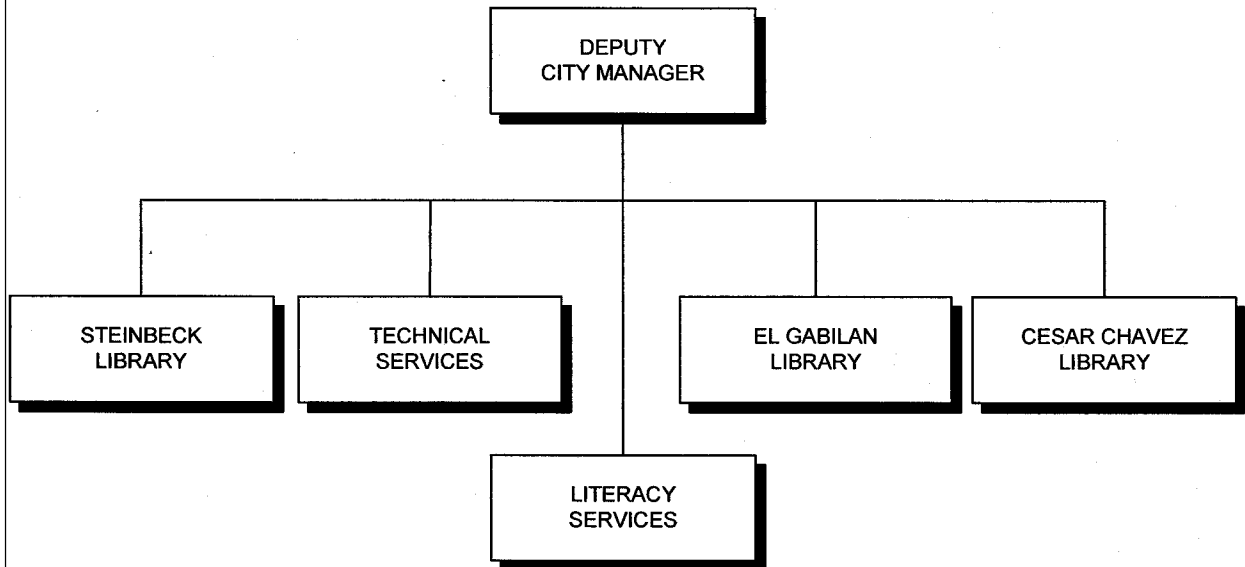 DEPUTY
CITY MANAGER
STEINBECK
LIBRARY
TECHNICAL
SERVICES
EL GABILAN
LIBRARY
CESAR CHAVEZ
LIBRARY
LITERACY
SERVICES